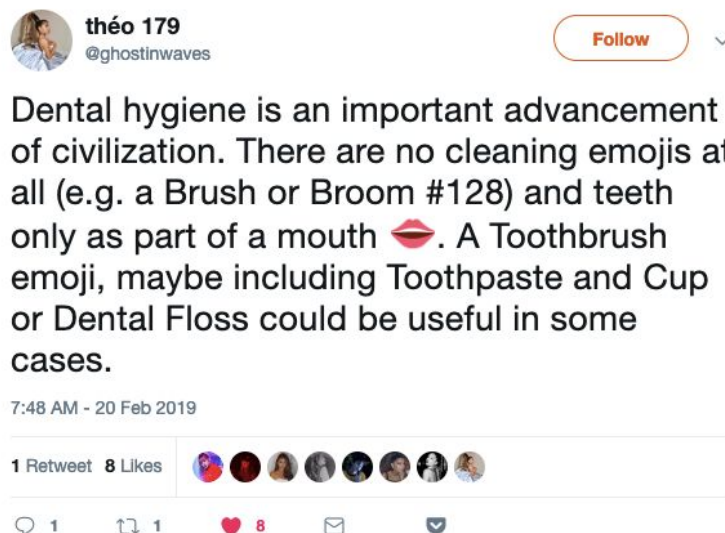 théo 179
@ghostinwaves
Follow
Dental hygiene is an important advancement
of civilization. There are no cleaning emojis at
all (e.g. a Brush or Broom #128) and teeth
only as part of a mouth 👄. A Toothbrush
emoji, maybe including Toothpaste and Cup
or Dental Floss could be useful in some
cases.
7:48 AM - 20 Feb 2019
1 Retweet 8 Likes
1 1 8